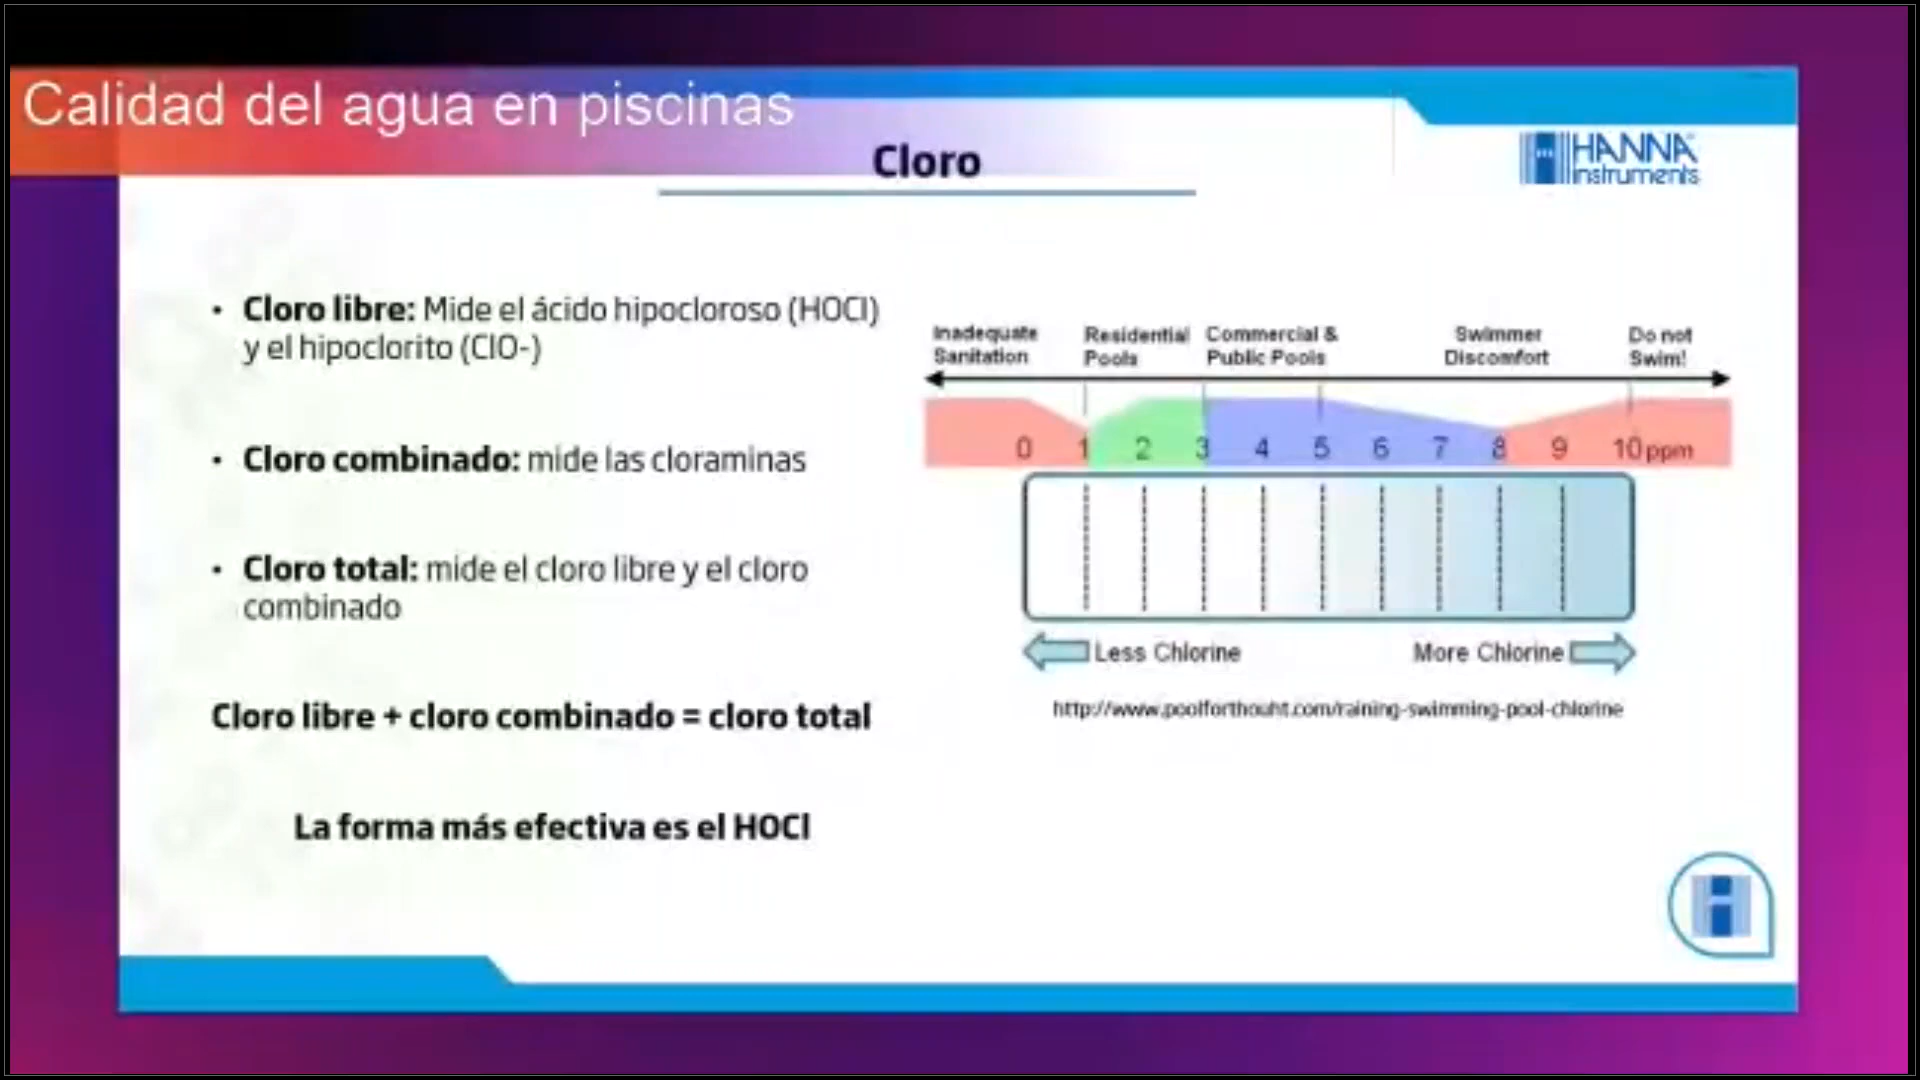 Calidad del agua en piscinas
Cloro
HANNA
instruments
• Cloro libre: Mide el ácido hipocloroso (HOCl)
y el hipoclorito (ClO-)
• Cloro combinado: mide las cloraminas
• Cloro total: mide el cloro libre y el cloro
combinado
Cloro libre + cloro combinado = cloro total
La forma más efectiva es el HOCl
Inadequate
Sanitation
Residential
Pools
Commercial &
Public Pools
Swimmer
Discomfort
Do not
Swim!
0 1 2 3 4 5 6 7 8 9 10 ppm
Less Chlorine
More Chlorine
http://www.poolforthouht.com/raining-swimming-pool-chlorine